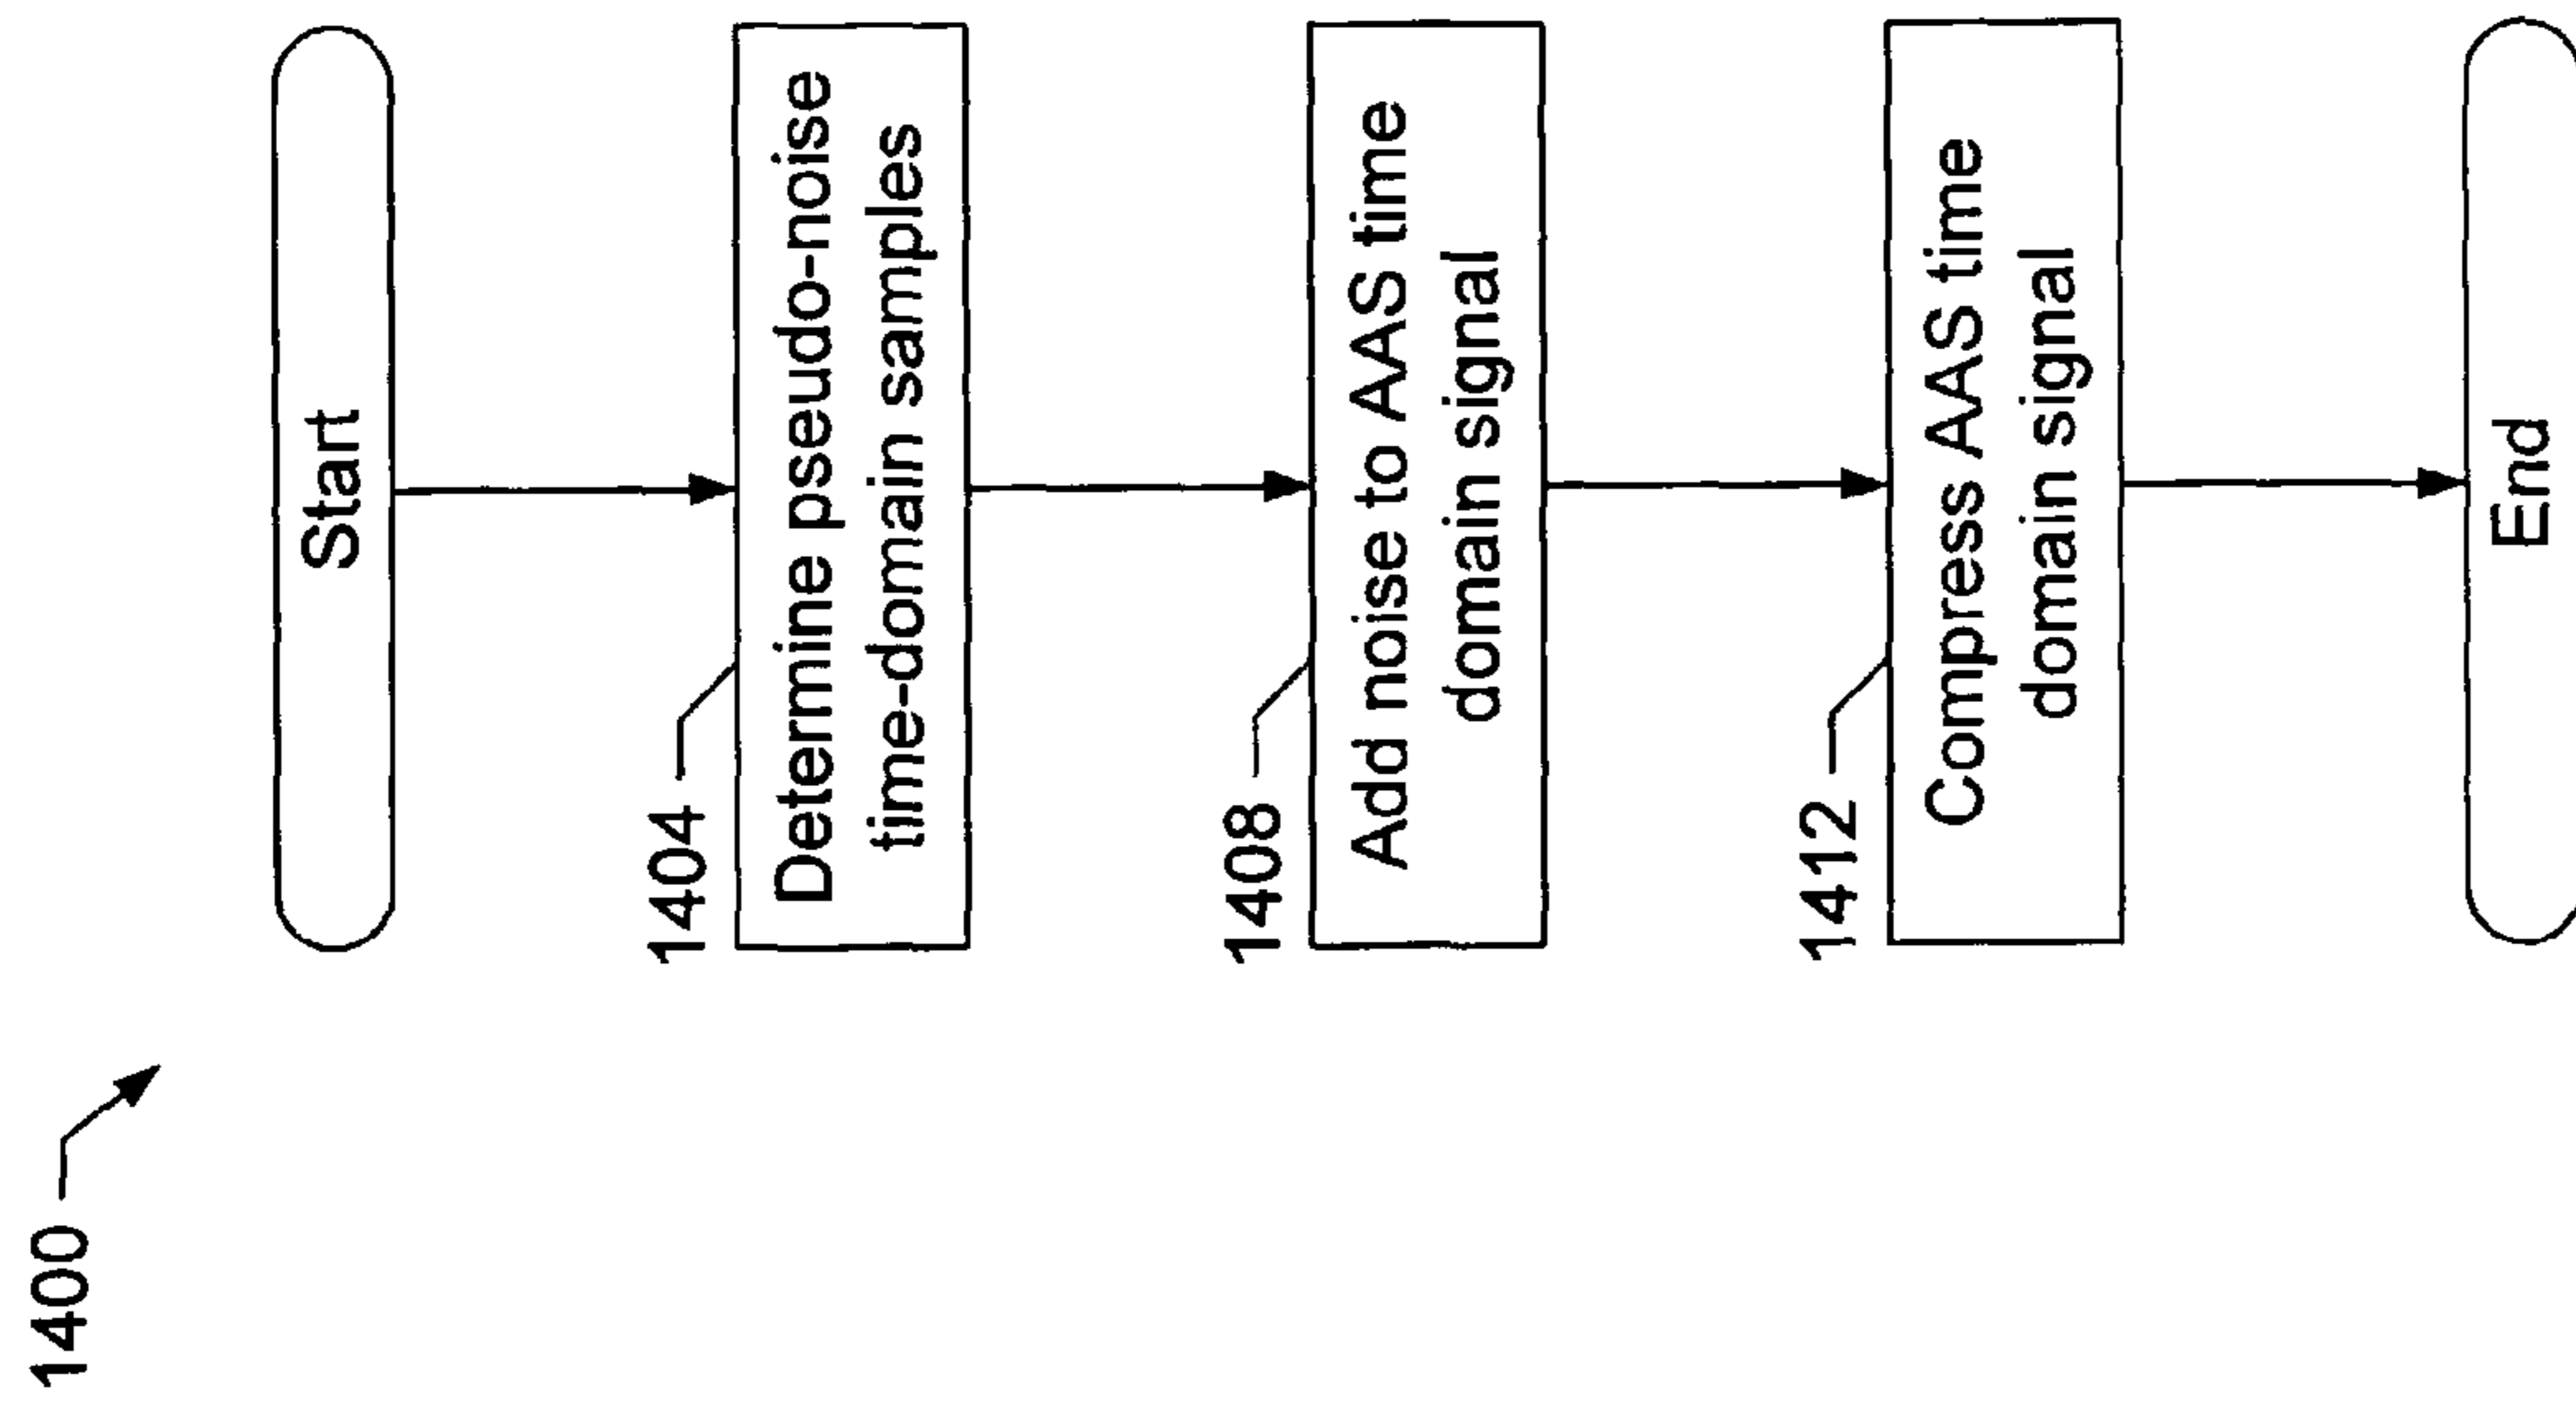 1400
Start
1404
Determine pseudo-noise
time-domain samples
1408
Add noise to AAS time
domain signal
1412
Compress AAS time
domain signal
End